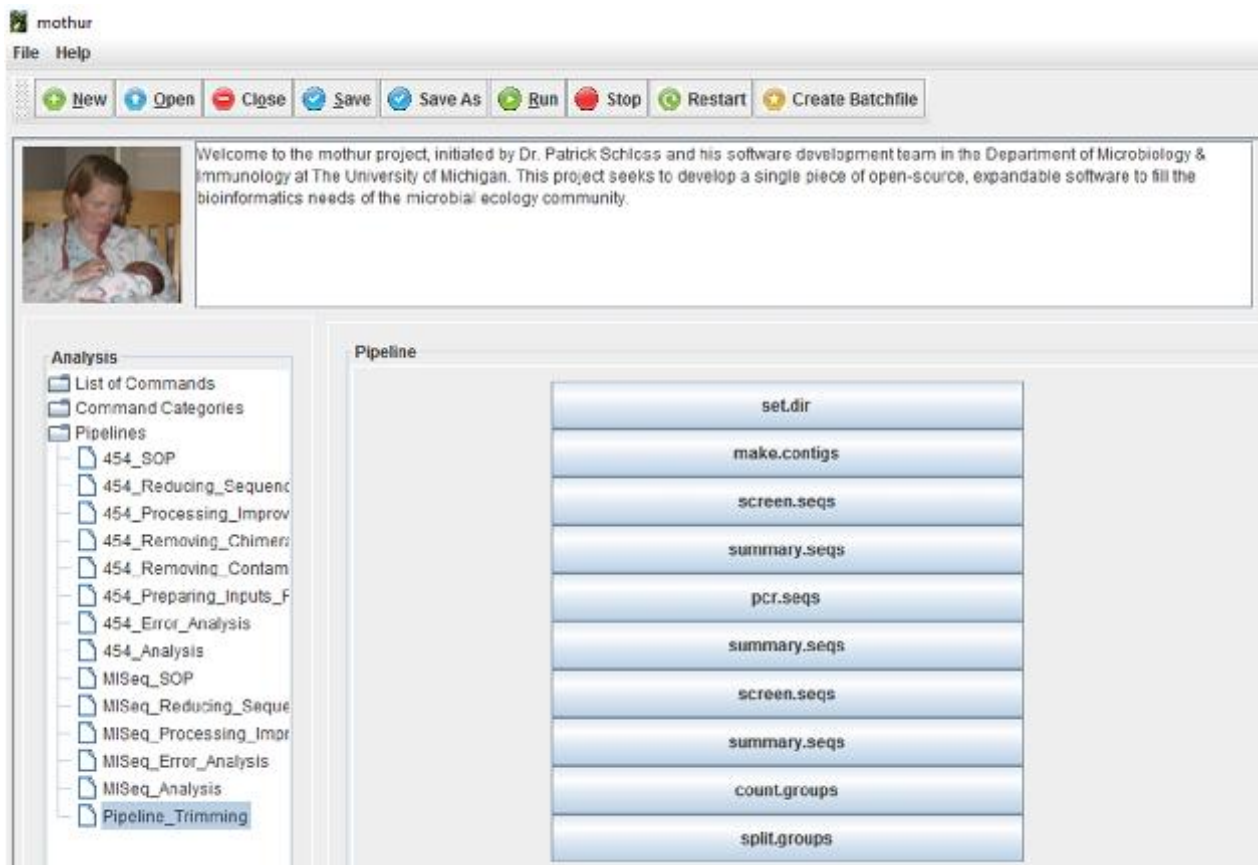 mothur
File Help
New Open Close Save Save As Run Stop Restart Create Batchfile
Welcome to the mothur project, initiated by Dr. Patrick Schloss and his software development team in the Department of Microbiology &
Immunology at The University of Michigan. This project seeks to develop a single piece of open-source, expandable software to fill the
bioinformatics needs of the microbial ecology community.
Analysis
List of Commands
Command Categories
Pipelines
454_SOP
454_Reducing_Sequenc
454_Processing_Improv
454_Removing_Chimera
454_Removing_Contam
454_Preparing_Inputs_F
454_Error_Analysis
454_Analysis
MISeq_SOP
MISeq_Reducing_Seque
MISeq_Processing_Impr
MISeq_Error_Analysis
MISeq_Analysis
Pipeline_Trimming
Pipeline
set.dir
make.contigs
screen.seqs
summary.seqs
pcr.seqs
summary.seqs
screen.seqs
summary.seqs
count.groups
split.groups